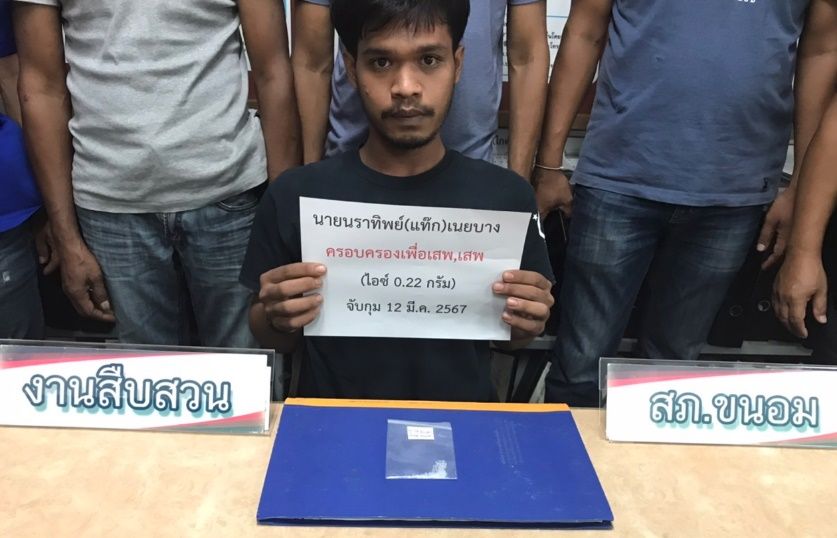 นายนราทิพย์(แท๊ก)เนยบาง
ครอบครองเพื่อเสพ,เสพ
(ไอซ์ 0.22 กรัม)
จับกุม 12 มี.ค. 2567
งานสืบสวน
สภ.ขนอม